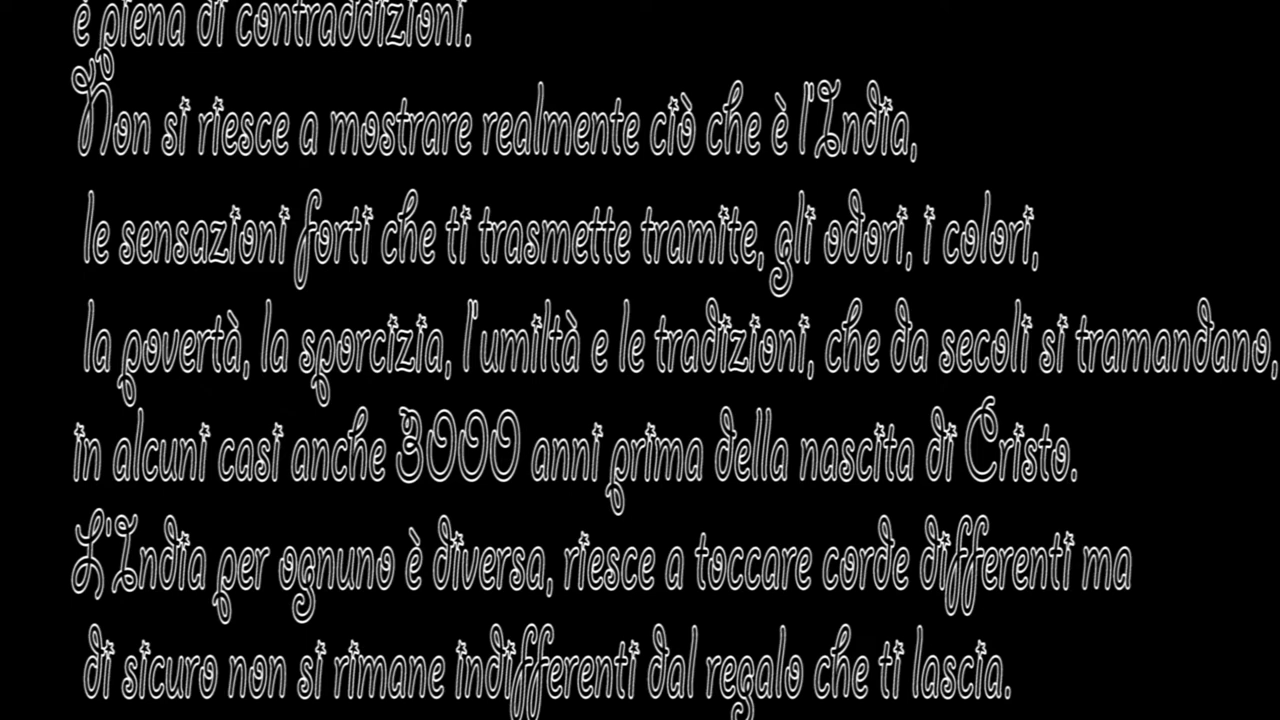 è piena di contraddizioni.
Non si riesce a mostrare realmente ciò che è l'India,
le sensazioni forti che ti trasmette tramite, gli odori, i colori,
la povertà, la sporcizia, l'umiltà e le tradizioni, che da secoli si tramandano,
in alcuni casi anche 3000 anni prima della nascita di Cristo.
L'India per ognuno è diversa, riesce a toccare corde differenti ma
di sicuro non si rimane indifferenti dal regalo che ti lascia.